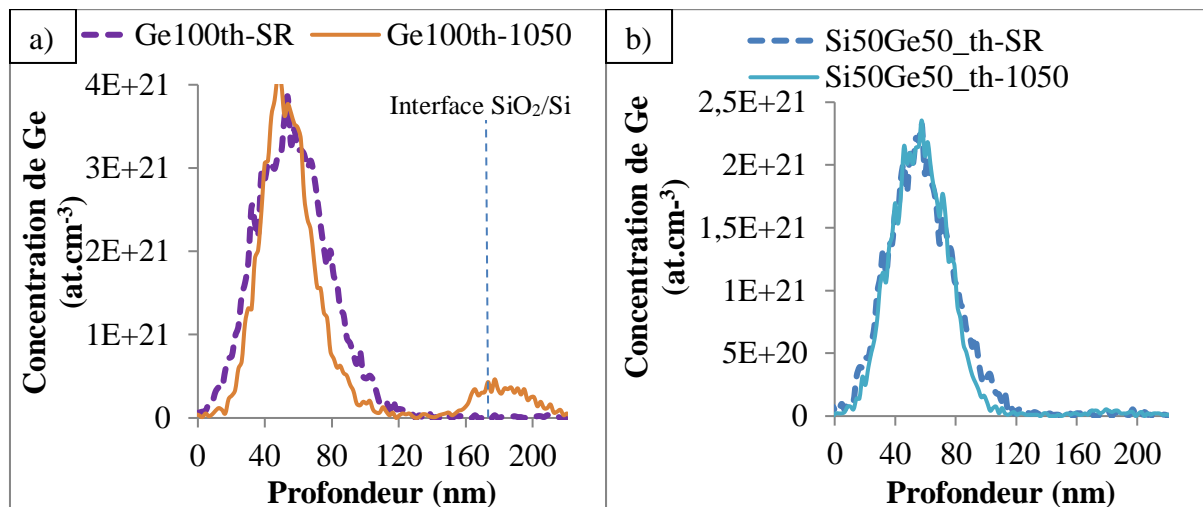 a)
Ge100th-SR
Ge100th-1050
4E+21
3E+21
2E+21
1E+21
0
Concentration de Ge
(at.cm-3)
Interface SiO2/Si
0
40
80
120
160
200
Profondeur (nm)
b)
Si50Ge50_th-SR
Si50Ge50_th-1050
2,5E+21
2E+21
1,5E+21
1E+21
5E+20
0
Concentration de Ge
(at.cm-3)
0
40
80
120
160
200
Profondeur (nm)